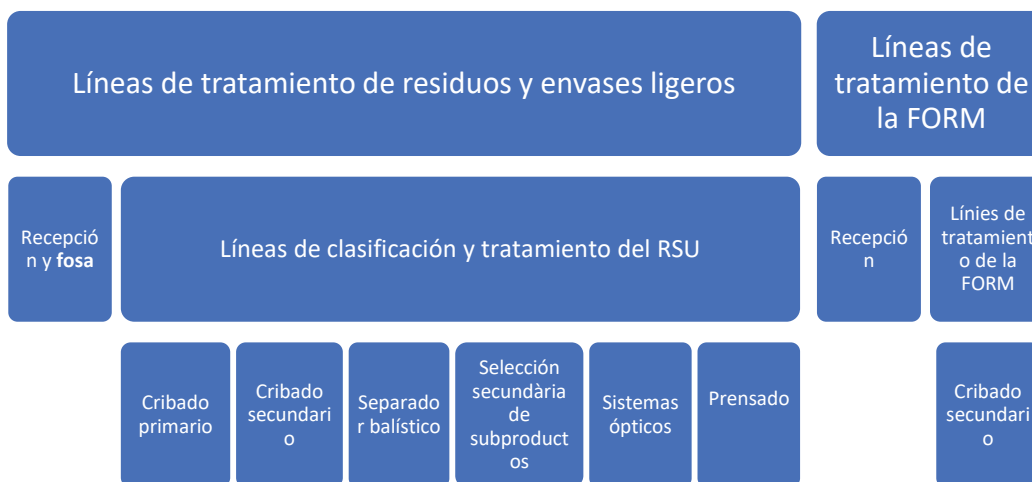 Líneas de tratamiento de residuos y envases ligeros
Líneas de
tratamiento de
la FORM
Recepció
n y fosa
Líneas de clasificación y tratamiento del RSU
Recepció
n
Línies de
tratamient
o de la
FORM
Cribado
primario
Cribado
secundari
o
Separado
r balístico
Selección
secundària
de
subproduct
os
Sistemas
ópticos
Prensado
Cribado
secundari
o